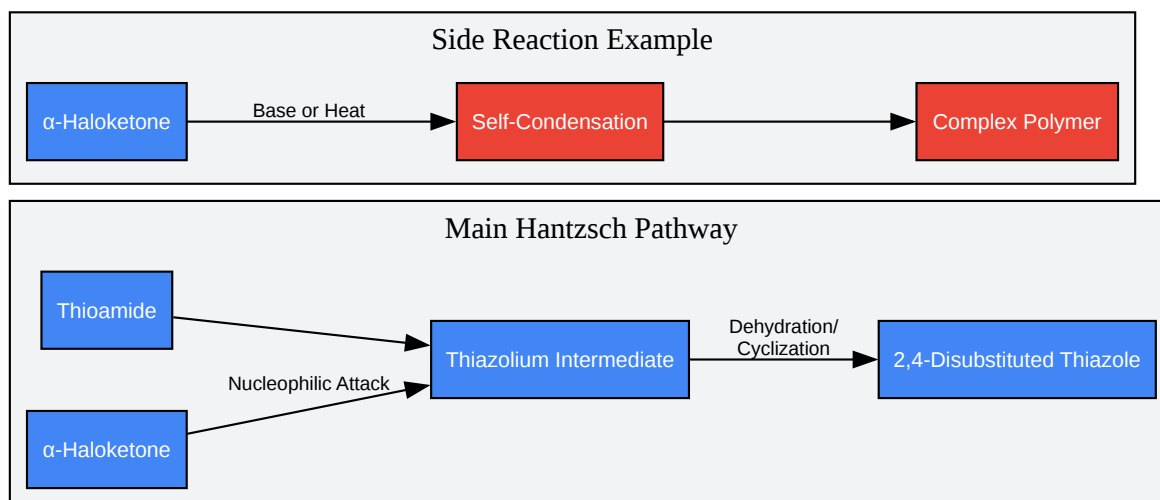 Side Reaction Example
α-Haloketone
Base or Heat
Self-Condensation
Complex Polymer
Main Hantzsch Pathway
Thioamide
Nucleophilic Attack
α-Haloketone
Thiazolium Intermediate
Dehydration/
Cyclization
2,4-Disubstituted Thiazole